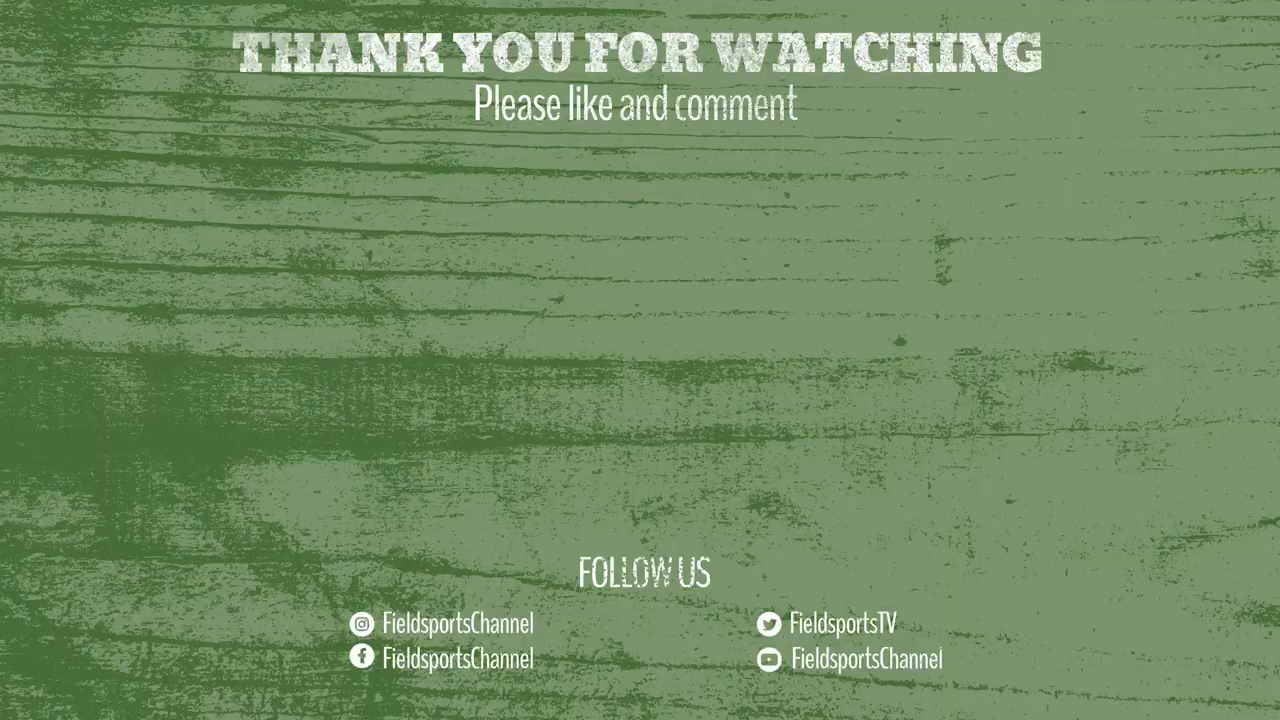 THANK YOU FOR WATCHING
Please like and comment
FOLLOW US
FieldsportsChannel
FieldsportsTV
FieldsportsChannel
FieldsportsChannel